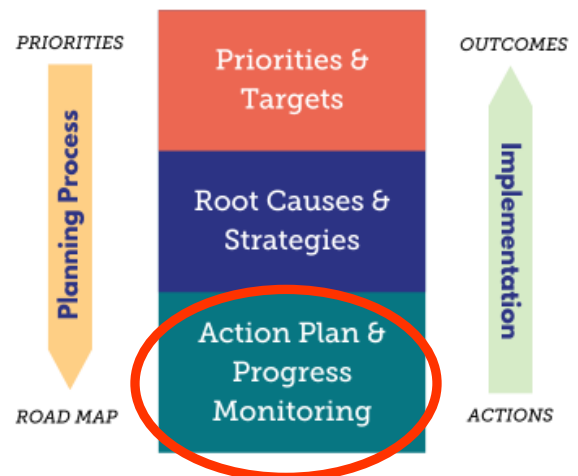 PRIORITIES
Planning Process
ROAD MAP
Priorities &
Targets
Root Causes &
Strategies
Action Plan &
Progress
Monitoring
OUTCOMES
Implementation
ACTIONS